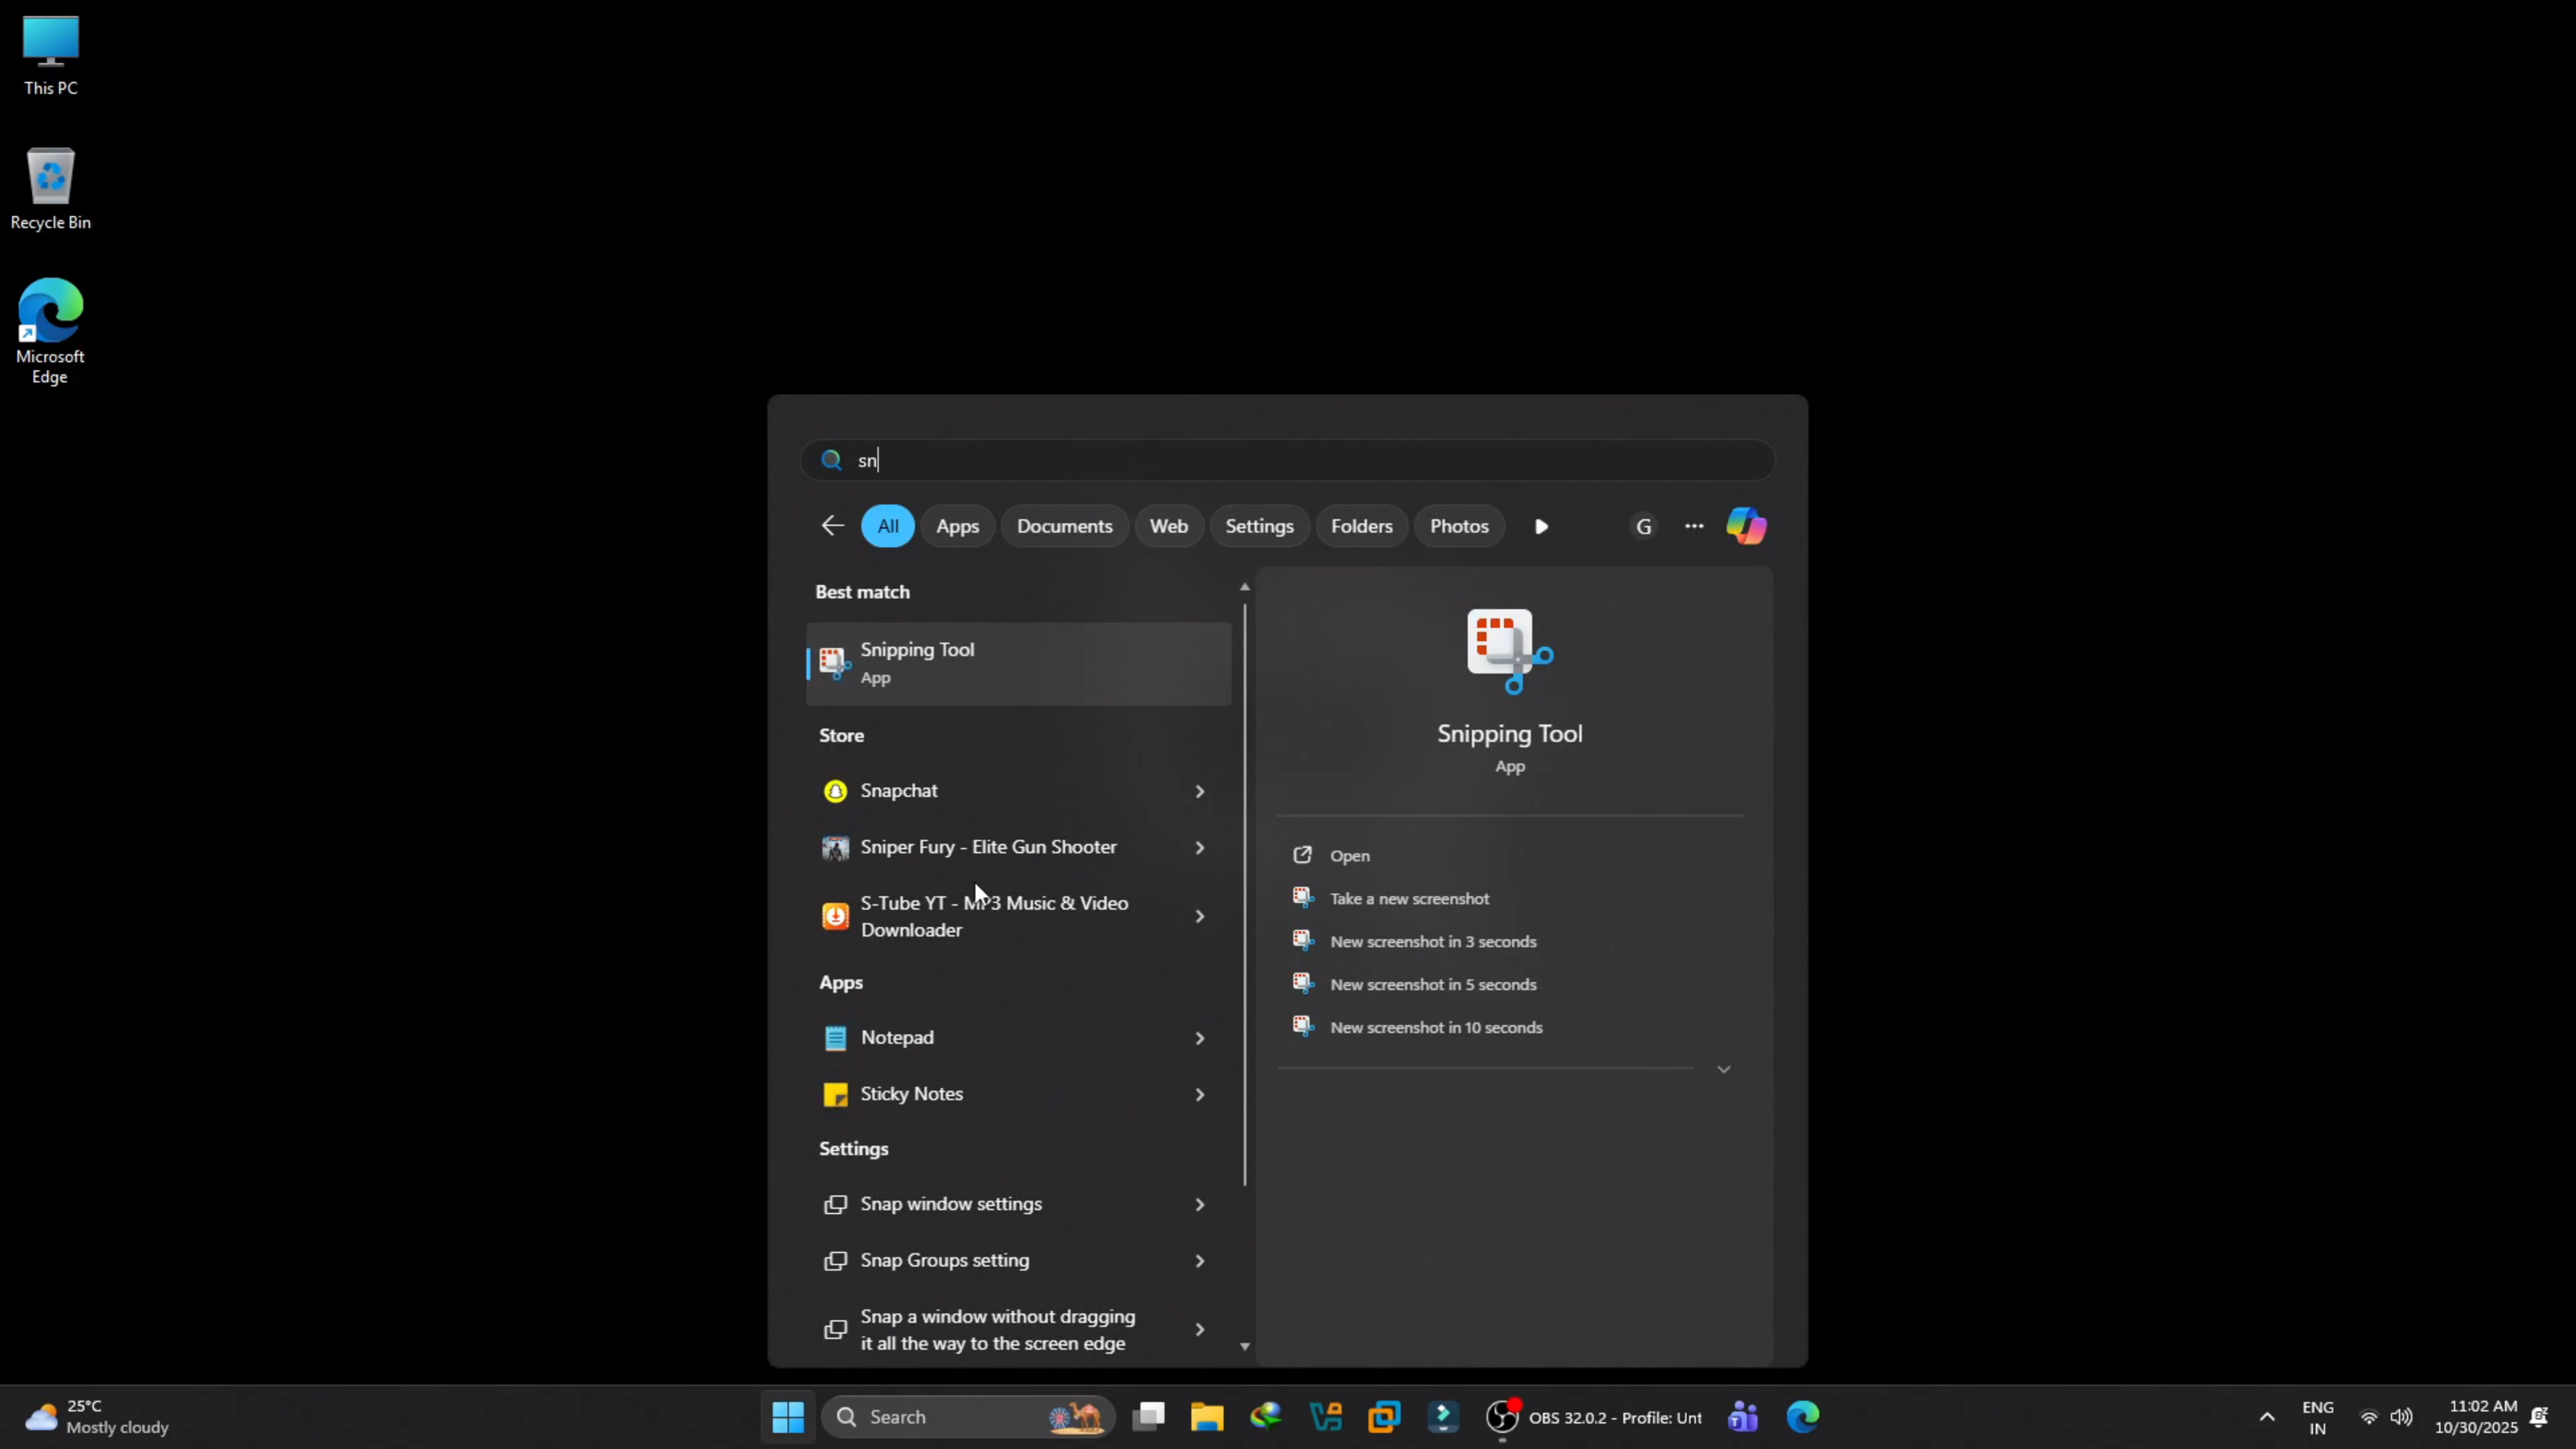 This PC
Recycle Bin
Microsoft
Edge
sn
All
Apps
Documents
Web
Settings
Folders
Photos
G
Best match
Snipping Tool
App
Store
Snapchat
Sniper Fury - Elite Gun Shooter
S-Tube YT - MP3 Music & Video
Downloader
Apps
Notepad
Sticky Notes
Settings
Snap window settings
Snap Groups setting
Snap a window without dragging
it all the way to the screen edge
Snipping Tool
App
Open
Take a new screenshot
New screenshot in 3 seconds
New screenshot in 5 seconds
New screenshot in 10 seconds
25°C
Mostly cloudy
Search
OBS 32.0.2 - Profile: Unt
ENG
IN
11:02 AM
10/30/2025